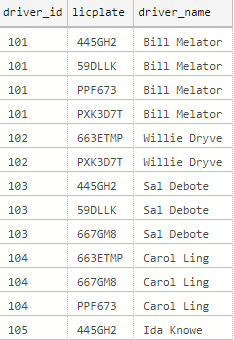 driver_id licplate driver_name
101 445GH2 Bill Melator
101 59DLLK Bill Melator
101 PPF673 Bill Melator
101 PXK3D7T Bill Melator
102 663ETMP Willie Dryve
102 PXK3D7T Willie Dryve
103 445GH2 Sal Debote
103 59DLLK Sal Debote
103 667GM8 Sal Debote
104 663ETMP Carol Ling
104 667GM8 Carol Ling
104 PPF673 Carol Ling
105 445GH2 Ida Knowe